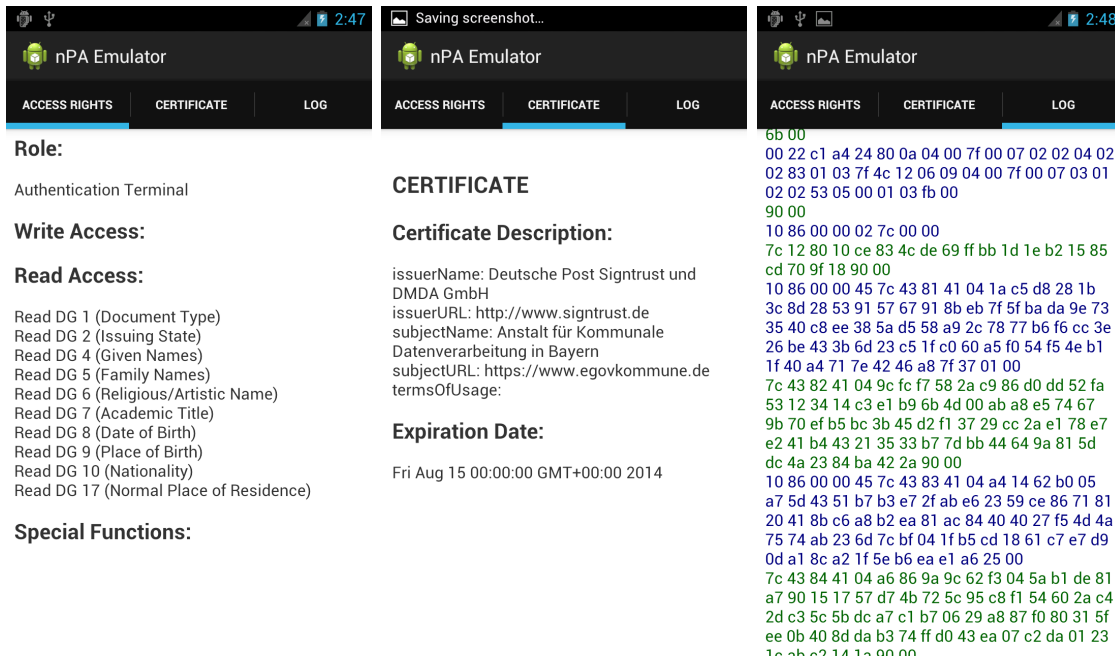 2:47
nPA Emulator
ACCESS RIGHTS CERTIFICATE LOG
Role:
Authentication Terminal
Write Access:
Read Access:
Read DG 1 (Document Type)
Read DG 2 (Issuing State)
Read DG 4 (Given Names)
Read DG 5 (Family Names)
Read DG 6 (Religious/Artistic Name)
Read DG 7 (Academic Title)
Read DG 8 (Date of Birth)
Read DG 9 (Place of Birth)
Read DG 10 (Nationality)
Read DG 17 (Normal Place of Residence)
Special Functions:
Saving screenshot...
nPA Emulator
ACCESS RIGHTS CERTIFICATE LOG
CERTIFICATE
Certificate Description:
issuerName: Deutsche Post Signtrust und
DMDA GmbH
issuerURL: http://www.signtrust.de
subjectName: Anstalt für Kommunale
Datenverarbeitung in Bayern
subjectURL: https://www.egovkommune.de
termsOfUsage:
Expiration Date:
Fri Aug 15 00:00:00 GMT+00:00 2014
2:48
nPA Emulator
ACCESS RIGHTS CERTIFICATE LOG
6b 00
00 22 c1 a4 24 80 0a 04 00 7f 00 07 02 02 04 02
02 83 01 03 7f 4c 12 06 09 04 00 7f 00 07 03 01
02 02 53 05 00 01 03 fb 00
90 00
10 86 00 00 02 7c 00 00
7c 12 80 10 ce 83 4c de 69 ff bb 1d 1e b2 15 85
cd 70 9f 18 90 00
10 86 00 00 45 7c 43 81 41 04 1a c5 d8 28 1b
3c 8d 28 53 91 57 67 91 8b eb 7f 5f ba da 9e 73
35 40 c8 ee 38 5a d5 58 a9 2c 78 77 b6 f6 cc 3e
26 be 43 3b 6d 23 c5 1f c0 60 a5 f0 54 f5 4e b1
1f 40 a4 71 7e 42 46 a8 7f 37 01 00
7c 43 82 41 04 9c fc f7 58 2a c9 86 d0 dd 52 fa
53 12 34 14 c3 e1 b9 6b 4d 00 ab a8 e5 74 67
9b 70 ef b5 bc 3b 45 d2 f1 37 29 cc 2a e1 78 e7
e2 41 b4 43 21 35 33 b7 7d bb 44 64 9a 81 5d
dc 4a 23 84 ba 42 2a 90 00
10 86 00 00 45 7c 43 83 41 04 a4 14 62 b0 05
a7 5d 43 51 b7 b3 e7 2f ab e6 23 59 ce 86 71 81
20 41 8b c6 a8 b2 ea 81 ac 84 40 40 27 f5 4d 4a
75 74 ab 23 6d 7c bf 04 1f b5 cd 18 61 c7 e7 d9
0d a1 8c a2 1f 5e b6 ea e1 a6 25 00
7c 43 84 41 04 a6 86 9a 9c 62 f3 04 5a b1 de 81
a7 90 15 17 57 d7 4b 72 5c 95 c8 f1 54 60 2a c4
2d c3 5c 5b dc a7 c1 b7 06 29 a8 87 f0 80 31 5f
ee 0b 40 8d da b3 74 ff d0 43 ea 07 c2 da 01 23
1c ab c2 14 1a 90 00